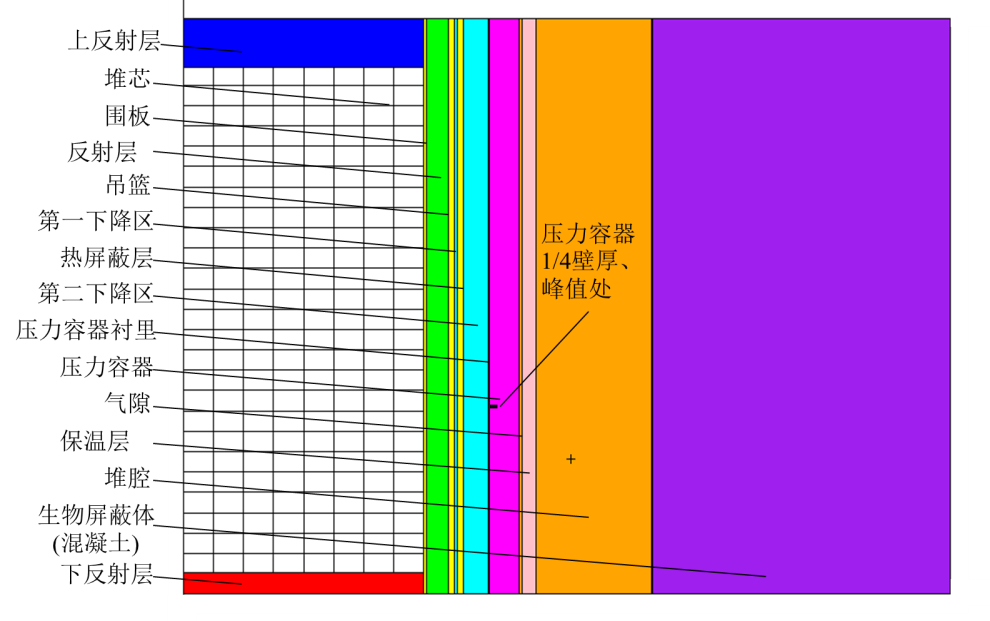 上反射层
堆芯
围板
反射层
吊篮
第一下降区
热屏蔽层
第二下降区
压力容器衬里
压力容器
气隙
保温层
堆腔
生物屏蔽体
(混凝土)
下反射层
压力容器
1/4壁厚、
峰值处